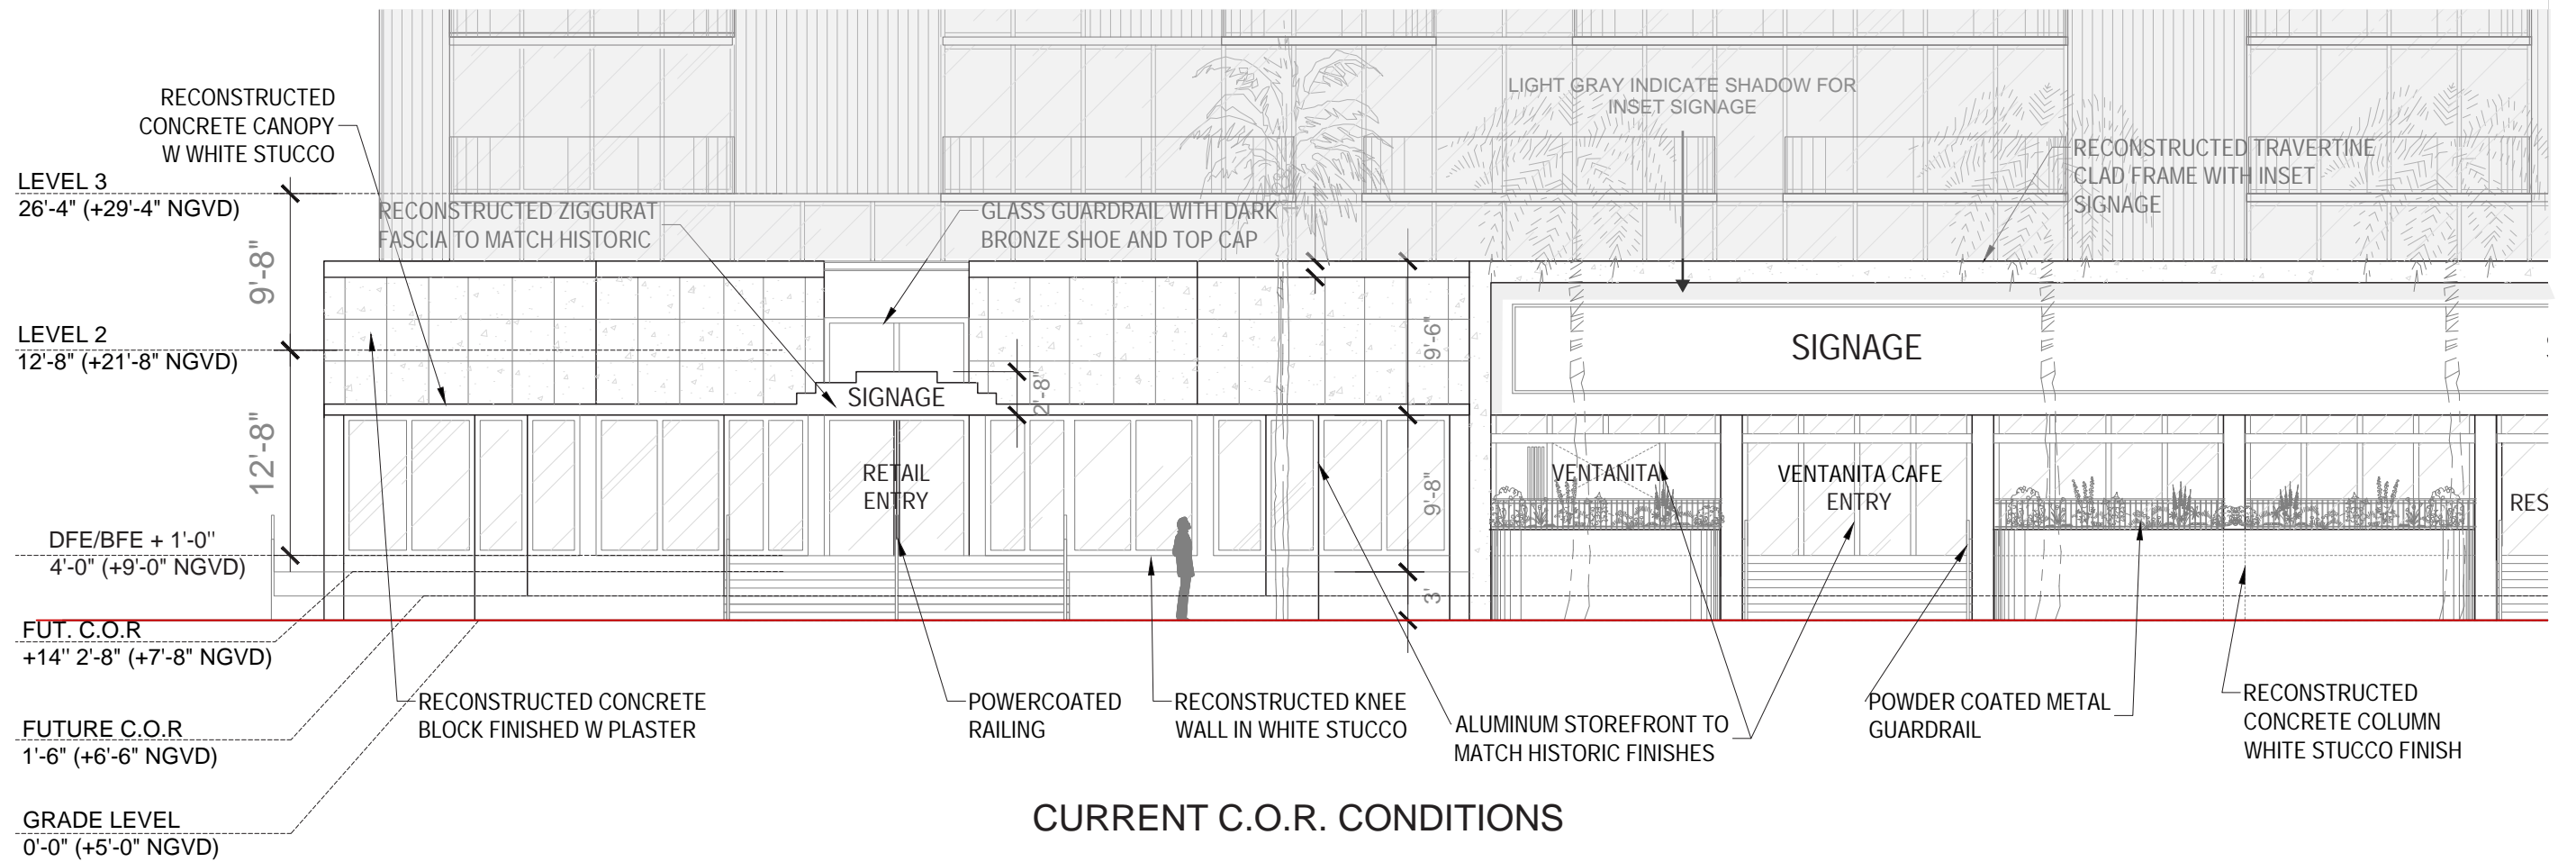 LIGHT GRAY INDICATE SHADOW FOR
INSET SIGNAGE
RECONSTRUCTED
CONCRETE CANOPY
W WHITE STUCCO
RECONSTRUCTED TRAVERTINE
CLAD FRAME WITH INSET
SIGNAGE
LEVEL 3
26'-4" (+29'-4" NGVD)
RECONSTRUCTED ZIGGURAT
FASCIA TO MATCH HISTORIC
GLASS GUARDRAIL WITH DARK
BRONZE SHOE AND TOP CAP
9'-8"
LEVEL 2
12'-8" (+21'-8" NGVD)
9'-6"
SIGNAGE
2'-8"
SIGNAGE
12'-8"
RETAIL
ENTRY
9'-8"
VENTANITA
VENTANITA CAFE
ENTRY
RES
DFE/BFE + 1'-0"
4'-0" (+9'-0" NGVD)
3'
FUT. C.O.R
+14" 2'-8" (+7'-8" NGVD)
RECONSTRUCTED CONCRETE
BLOCK FINISHED W PLASTER
POWERCOATED
RAILING
RECONSTRUCTED KNEE
WALL IN WHITE STUCCO
ALUMINUM STOREFRONT TO
MATCH HISTORIC FINISHES
POWDER COATED METAL
GUARDRAIL
RECONSTRUCTED
CONCRETE COLUMN
WHITE STUCCO FINISH
FUTURE C.O.R
1'-6" (+6'-6" NGVD)
GRADE LEVEL
0'-0" (+5'-0" NGVD)
CURRENT C.O.R. CONDITIONS